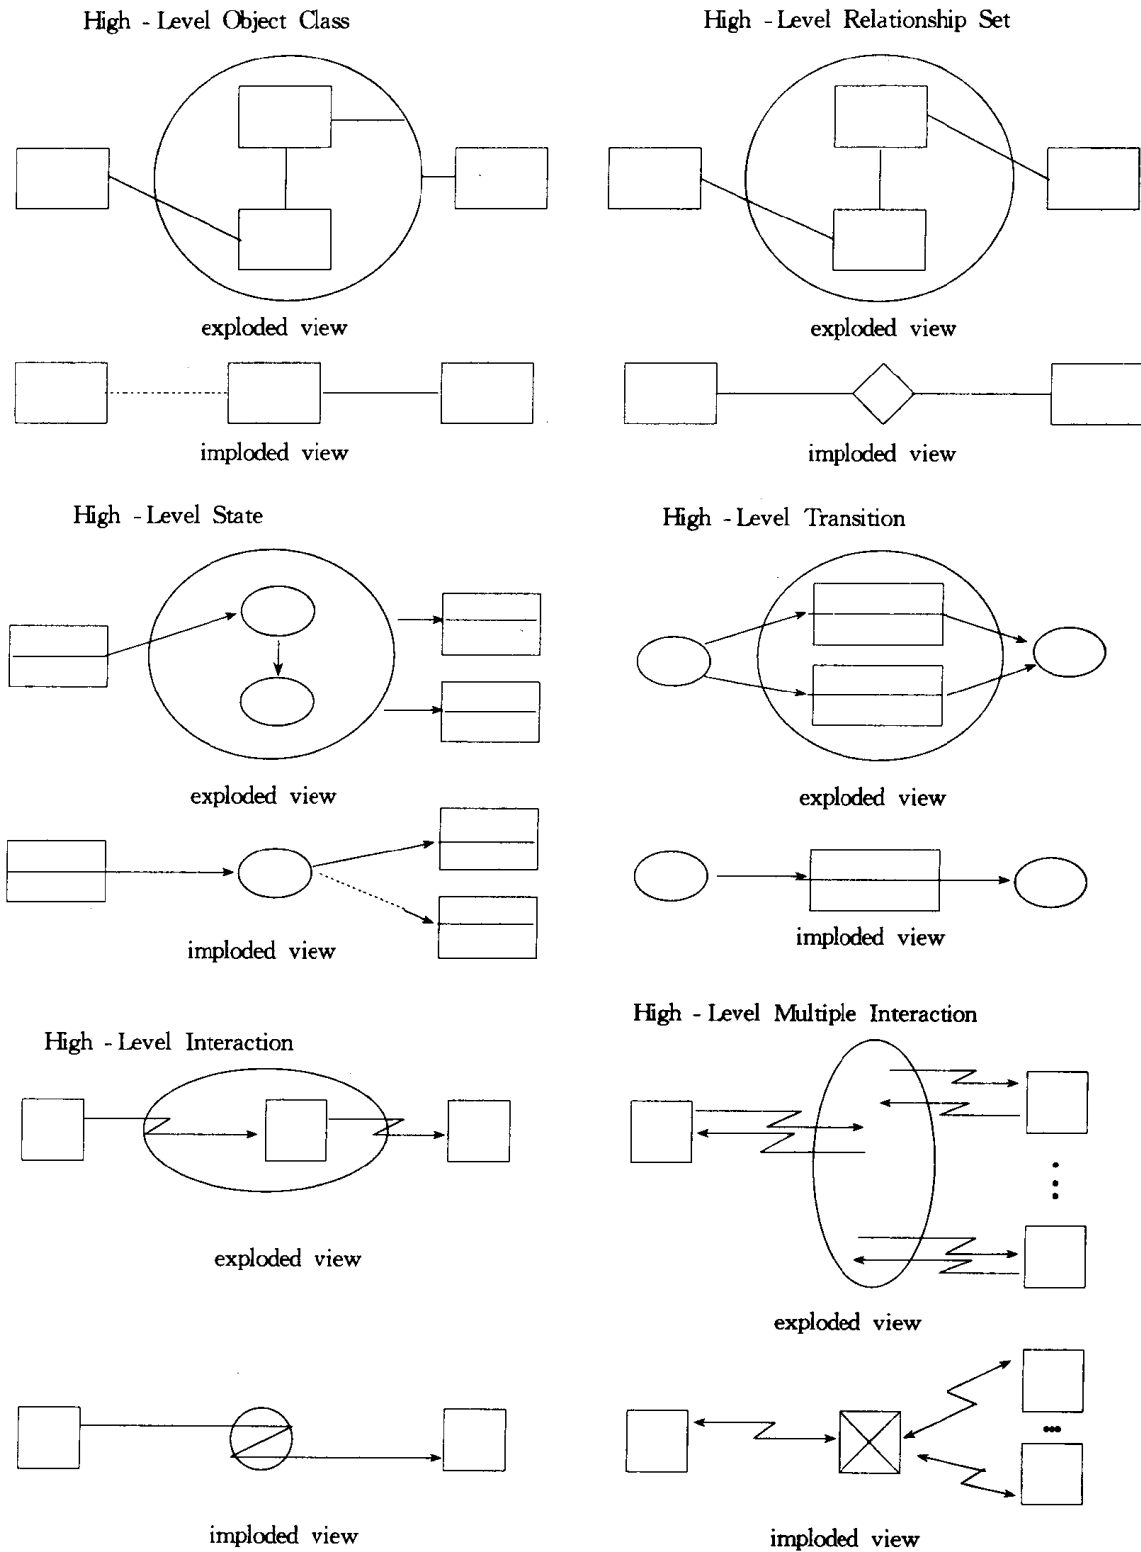 High - Level Object Class
High - Level Relationship Set
exploded view
exploded view
imploded view
imploded view
High - Level State
High - Level Transition
exploded view
exploded view
imploded view
imploded view
High - Level Interaction
High - Level Multiple Interaction
exploded view
exploded view
imploded view
imploded view